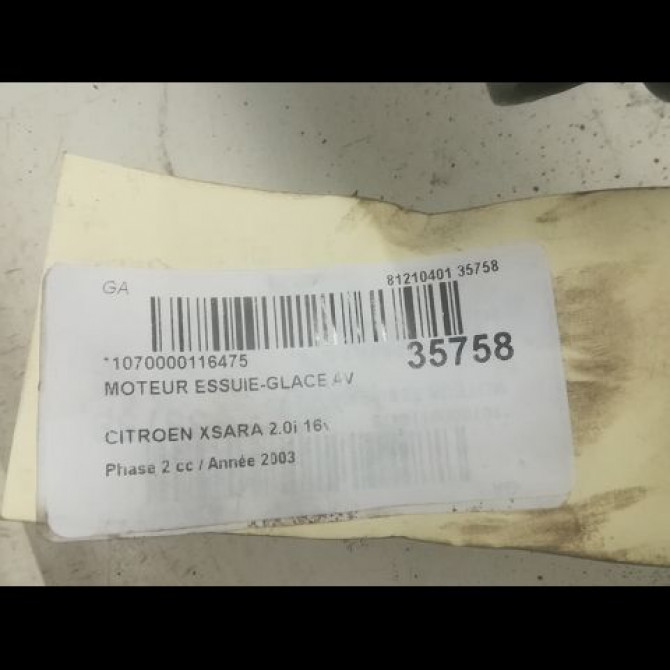 GA
81210401 35758
*1070000116475
35758
MOTEUR ESSUIE-GLACE AV
CITROEN XSARA 2.0i 16v
Phase 2 cc / Année 2003